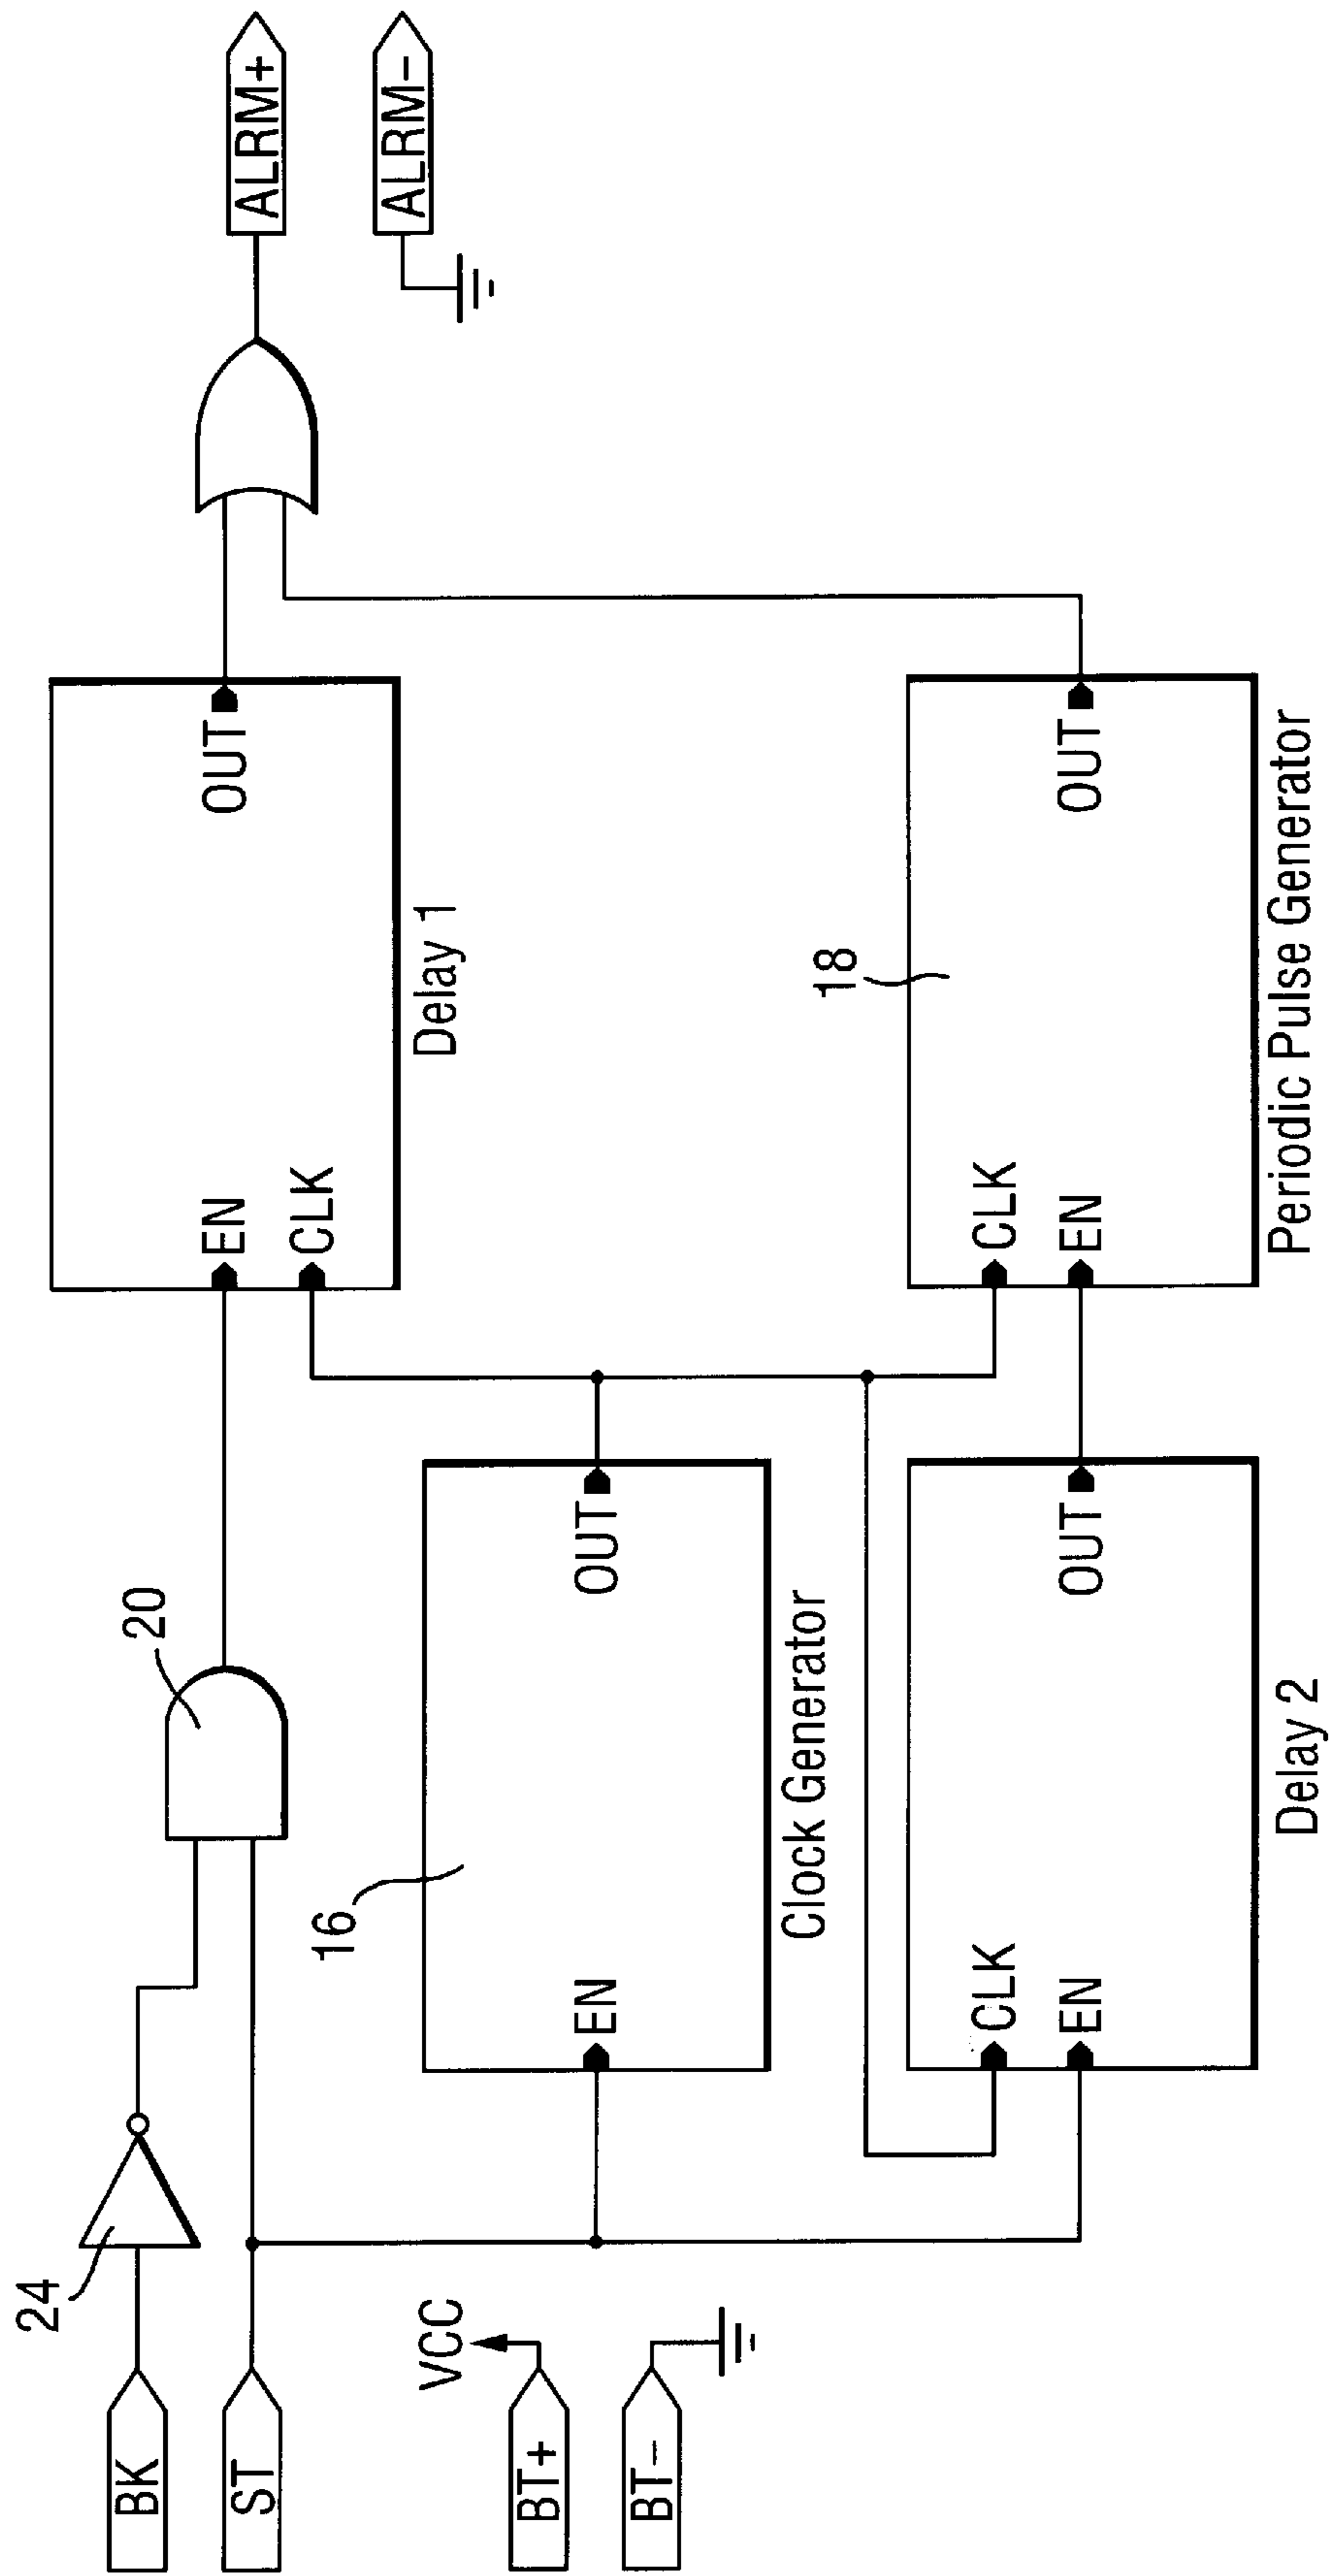 BK
24
ST
VCC
BT+
BT-
20
EN
CLK
OUT
Delay 1
16
EN
OUT
Clock Generator
CLK
EN
OUT
Delay 2
18
CLK
EN
OUT
Periodic Pulse Generator
ALRM+
ALRM-